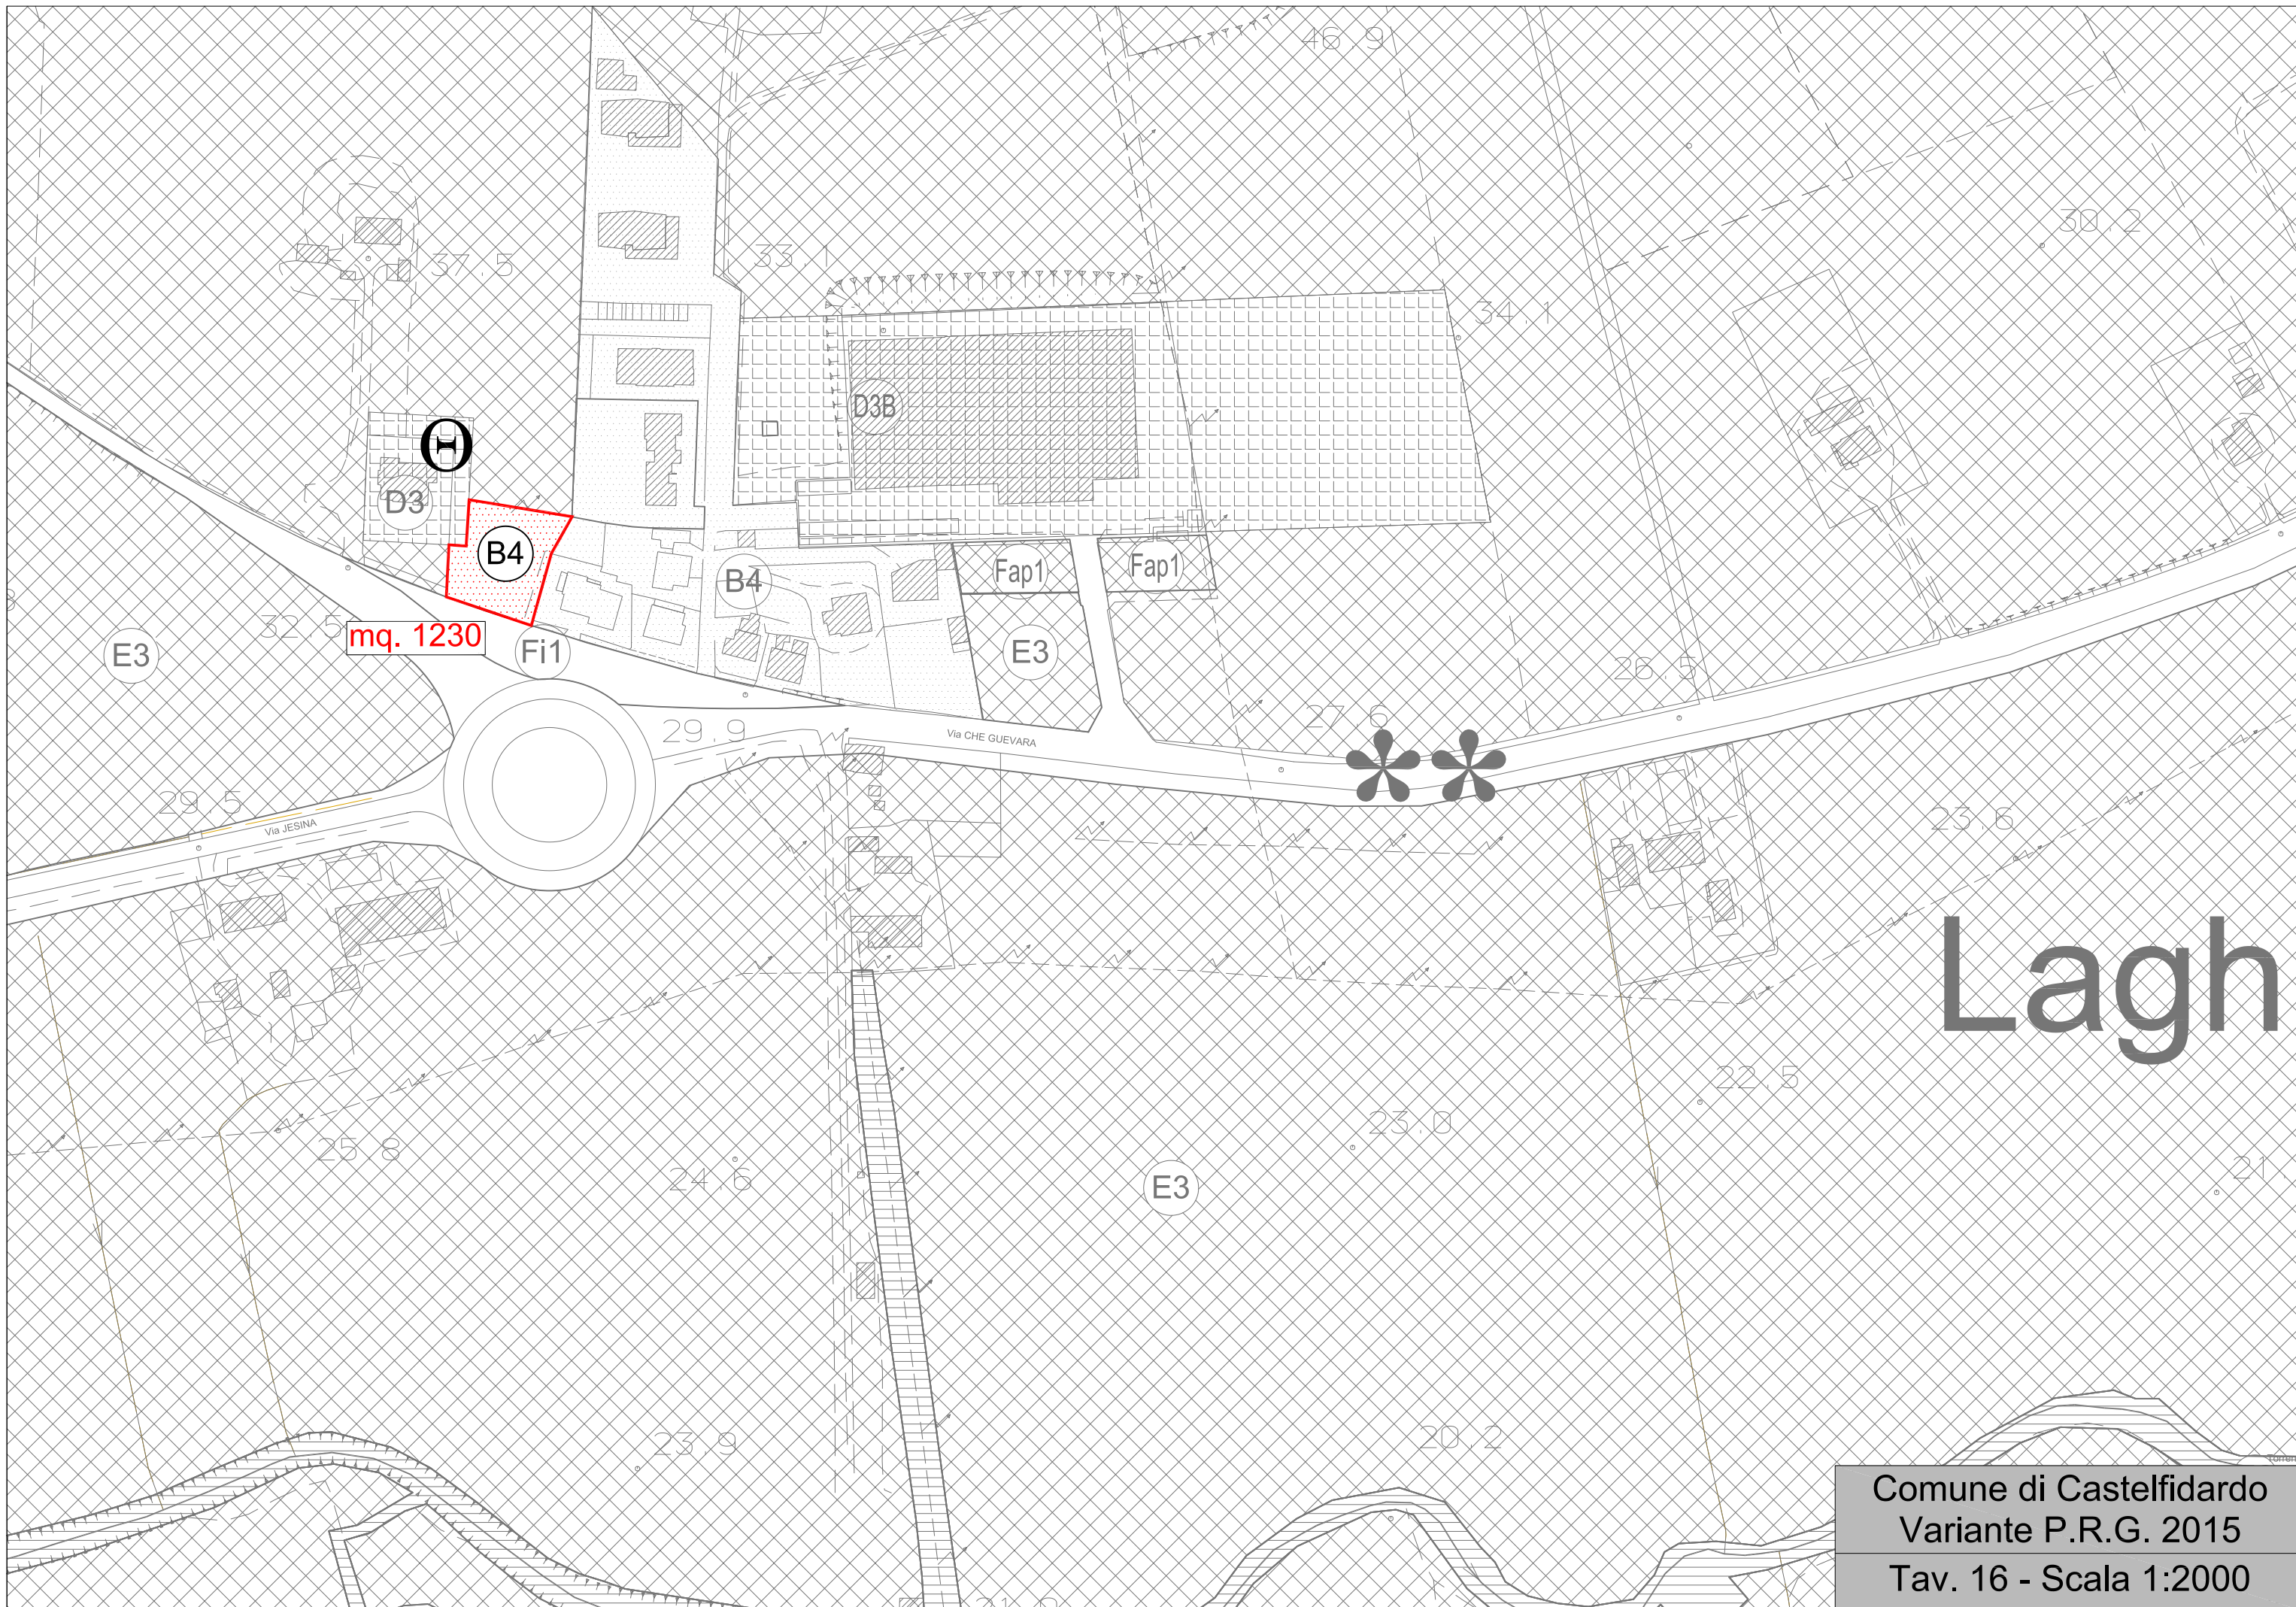 46.9
30.2
37.5
33.1
34.1
D3B
Θ
D3
B4
B4
Fap1
Fap1
32.5
mq. 1230
E3
Fi1
E3
26.5
29.9
27.6
Via CHE GUEVARA
**
29.5
Via JESINA
23.6
Lagh
22.5
25.8
24.6
23.0
E3
21
23.9
20.2
Comune di Castelfidardo
Variante P.R.G. 2015
Tav. 16 - Scala 1:2000